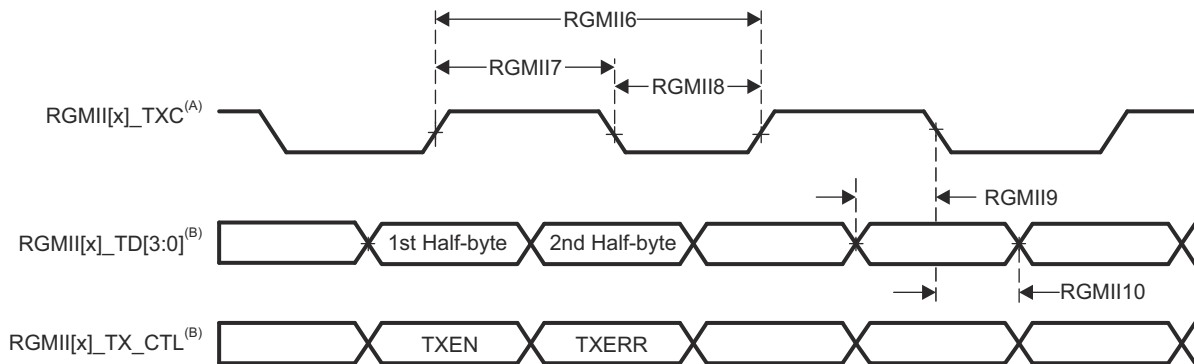 RGMII6
RGMII7
RGMII8
RGMII[x]_TXC(A)
RGMII9
RGMII[x]_TD[3:0](B)
1st Half-byte
2nd Half-byte
RGMII10
RGMII[x]_TX_CTL(B)
TXEN
TXERR